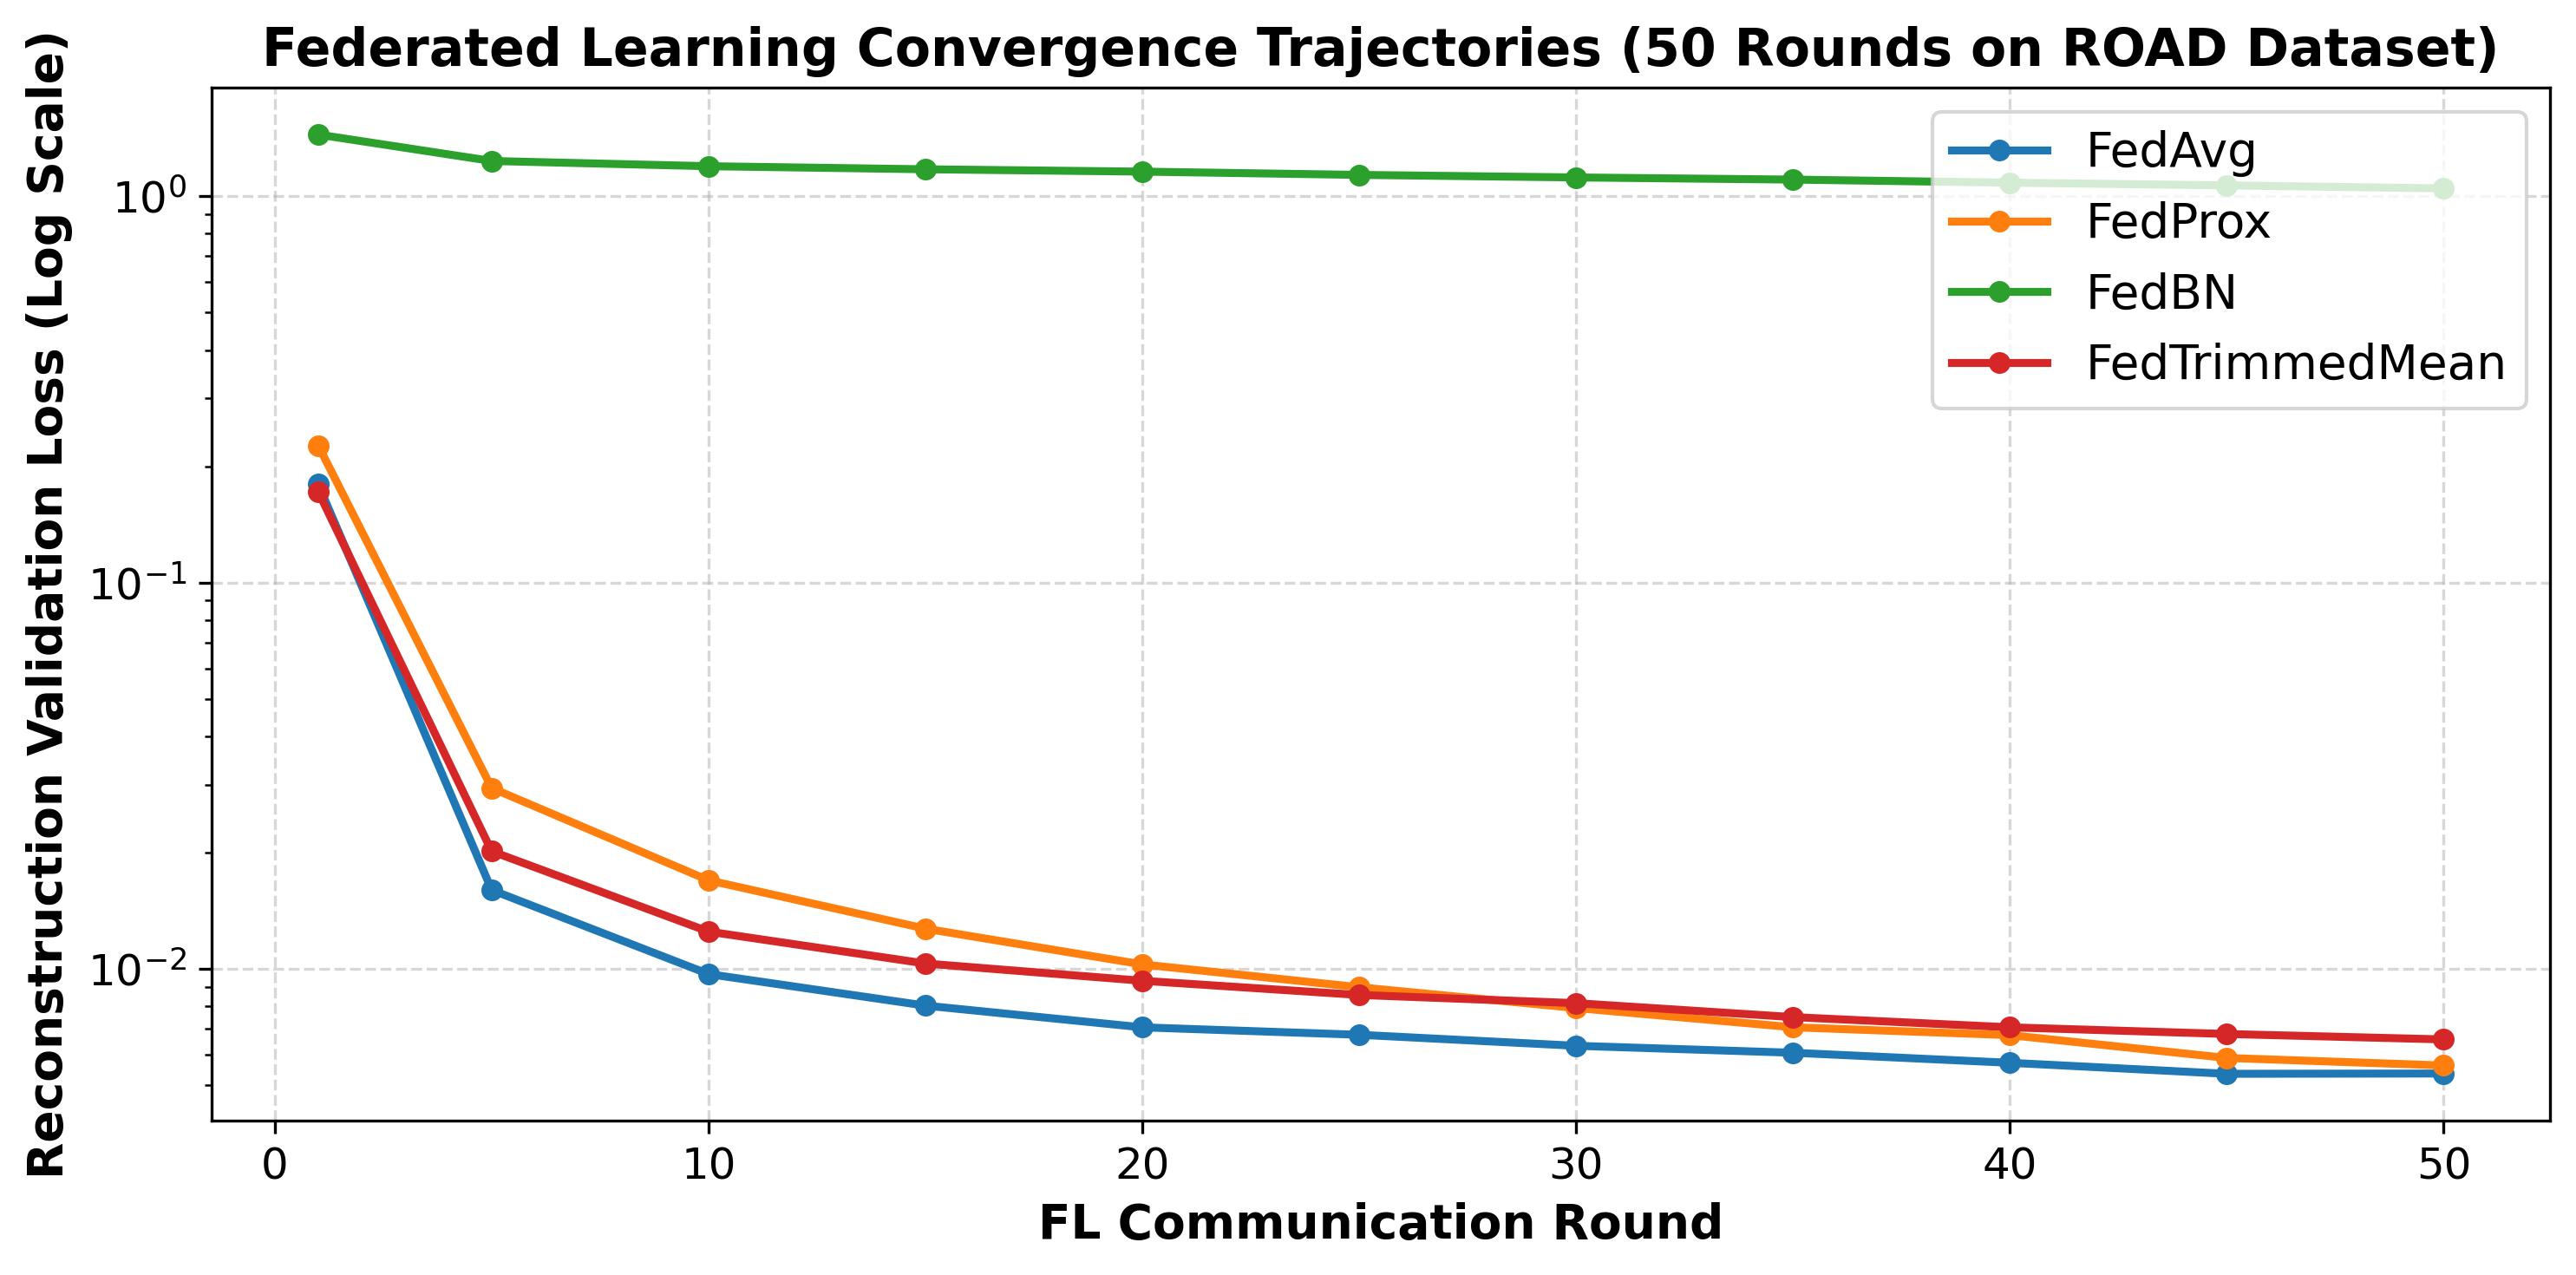 Federated Learning Convergence Trajectories (50 Rounds on ROAD Dataset)
Reconstruction Validation Loss (Log Scale)
10⁰
10⁻¹
10⁻²
FedAvg
FedProx
FedBN
FedTrimmedMean
0 10 20 30 40 50
FL Communication Round